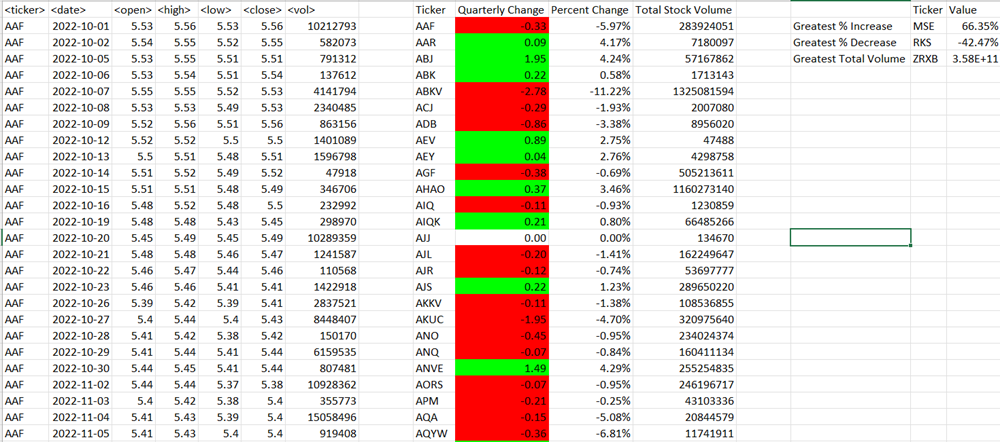 <ticker> <date> <open> <high> <low> <close> <vol> Ticker Quarterly Change Percent Change Total Stock Volume Ticker Value
AAF 2022-10-01 5.53 5.56 5.53 5.56 10212793 AAF -0.33 -5.97% 283924051 Greatest % Increase MSE 66.35%
AAF 2022-10-02 5.54 5.55 5.52 5.55 582073 AAR 0.09 4.17% 7180097 Greatest % Decrease RKS -42.47%
AAF 2022-10-05 5.53 5.55 5.51 5.51 791312 ABJ 1.95 4.24% 57167862 Greatest Total Volume ZRXB 3.58E+11
AAF 2022-10-06 5.53 5.54 5.51 5.54 137612 ABK 0.22 0.58% 1713143
AAF 2022-10-07 5.55 5.55 5.52 5.53 4141794 ABKV -2.78 -11.22% 1325081594
AAF 2022-10-08 5.53 5.53 5.49 5.53 2340485 ACJ -0.29 -1.93% 2007080
AAF 2022-10-09 5.52 5.56 5.51 5.56 863156 ADB -0.86 -3.38% 8956020
AAF 2022-10-12 5.52 5.52 5.5 5.5 1401089 AEV 0.89 2.75% 47488
AAF 2022-10-13 5.5 5.51 5.48 5.51 1596798 AEY 0.04 2.76% 4298758
AAF 2022-10-14 5.51 5.52 5.49 5.52 47918 AGF -0.38 -0.69% 505213611
AAF 2022-10-15 5.51 5.51 5.48 5.49 346706 AHAO 0.37 3.46% 1160273140
AAF 2022-10-16 5.48 5.52 5.48 5.5 232992 AIQ -0.11 -0.93% 1230859
AAF 2022-10-19 5.48 5.48 5.43 5.45 298970 AIQK 0.21 0.80% 66485266
AAF 2022-10-20 5.45 5.49 5.45 5.49 10289359 AJJ 0.00 0.00% 134670
AAF 2022-10-21 5.48 5.48 5.46 5.47 1241587 AJL -0.20 -1.41% 162249647
AAF 2022-10-22 5.46 5.47 5.44 5.46 110568 AJR -0.12 -0.74% 53697777
AAF 2022-10-23 5.46 5.46 5.41 5.41 1422918 AJS 0.22 1.23% 289650220
AAF 2022-10-26 5.39 5.42 5.39 5.41 2837521 AKKV -0.11 -1.38% 108536855
AAF 2022-10-27 5.4 5.44 5.4 5.43 8448407 AKUC -1.95 -4.70% 320975640
AAF 2022-10-28 5.41 5.42 5.38 5.42 150170 ANO -0.45 -0.95% 234024374
AAF 2022-10-29 5.41 5.44 5.41 5.44 6159535 ANQ -0.07 -0.84% 160411134
AAF 2022-10-30 5.44 5.45 5.41 5.44 807481 ANVE 1.49 4.29% 255254835
AAF 2022-11-02 5.44 5.44 5.37 5.38 10928362 AORS -0.07 -0.95% 246196717
AAF 2022-11-03 5.4 5.42 5.38 5.4 355773 APM -0.21 -0.25% 43103336
AAF 2022-11-04 5.41 5.43 5.39 5.4 15058496 AQA -0.15 -5.08% 20844579
AAF 2022-11-05 5.41 5.43 5.4 5.4 919408 AQYW -0.36 -6.81% 11741911